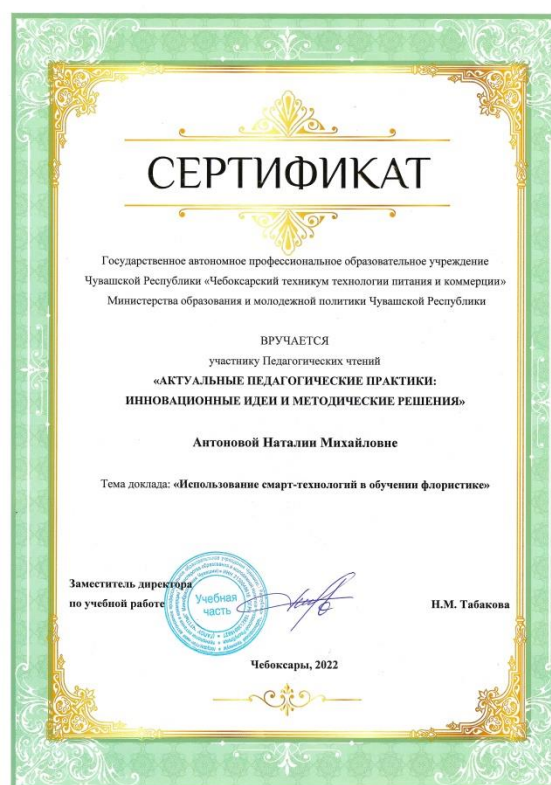 СЕРТИФИКАТ
Государственное автономное профессиональное образовательное учреждение
Чувашской Республики «Чебоксарский техникум технологии питания и коммерции»
Министерства образования и молодежной политики Чувашской Республики
ВРУЧАЕТСЯ
участнику Педагогических чтений
«АКТУАЛЬНЫЕ ПЕДАГОГИЧЕСКИЕ ПРАКТИКИ:
ИННОВАЦИОННЫЕ ИДЕИ И МЕТОДИЧЕСКИЕ РЕШЕНИЯ»
Антоновой Наталии Михайловне
Тема доклада: «Использование смарт-технологий в обучении флористике»
Заместитель директора
по учебной работе
Учебная
часть
Н.М. Табакова
Чебоксары, 2022